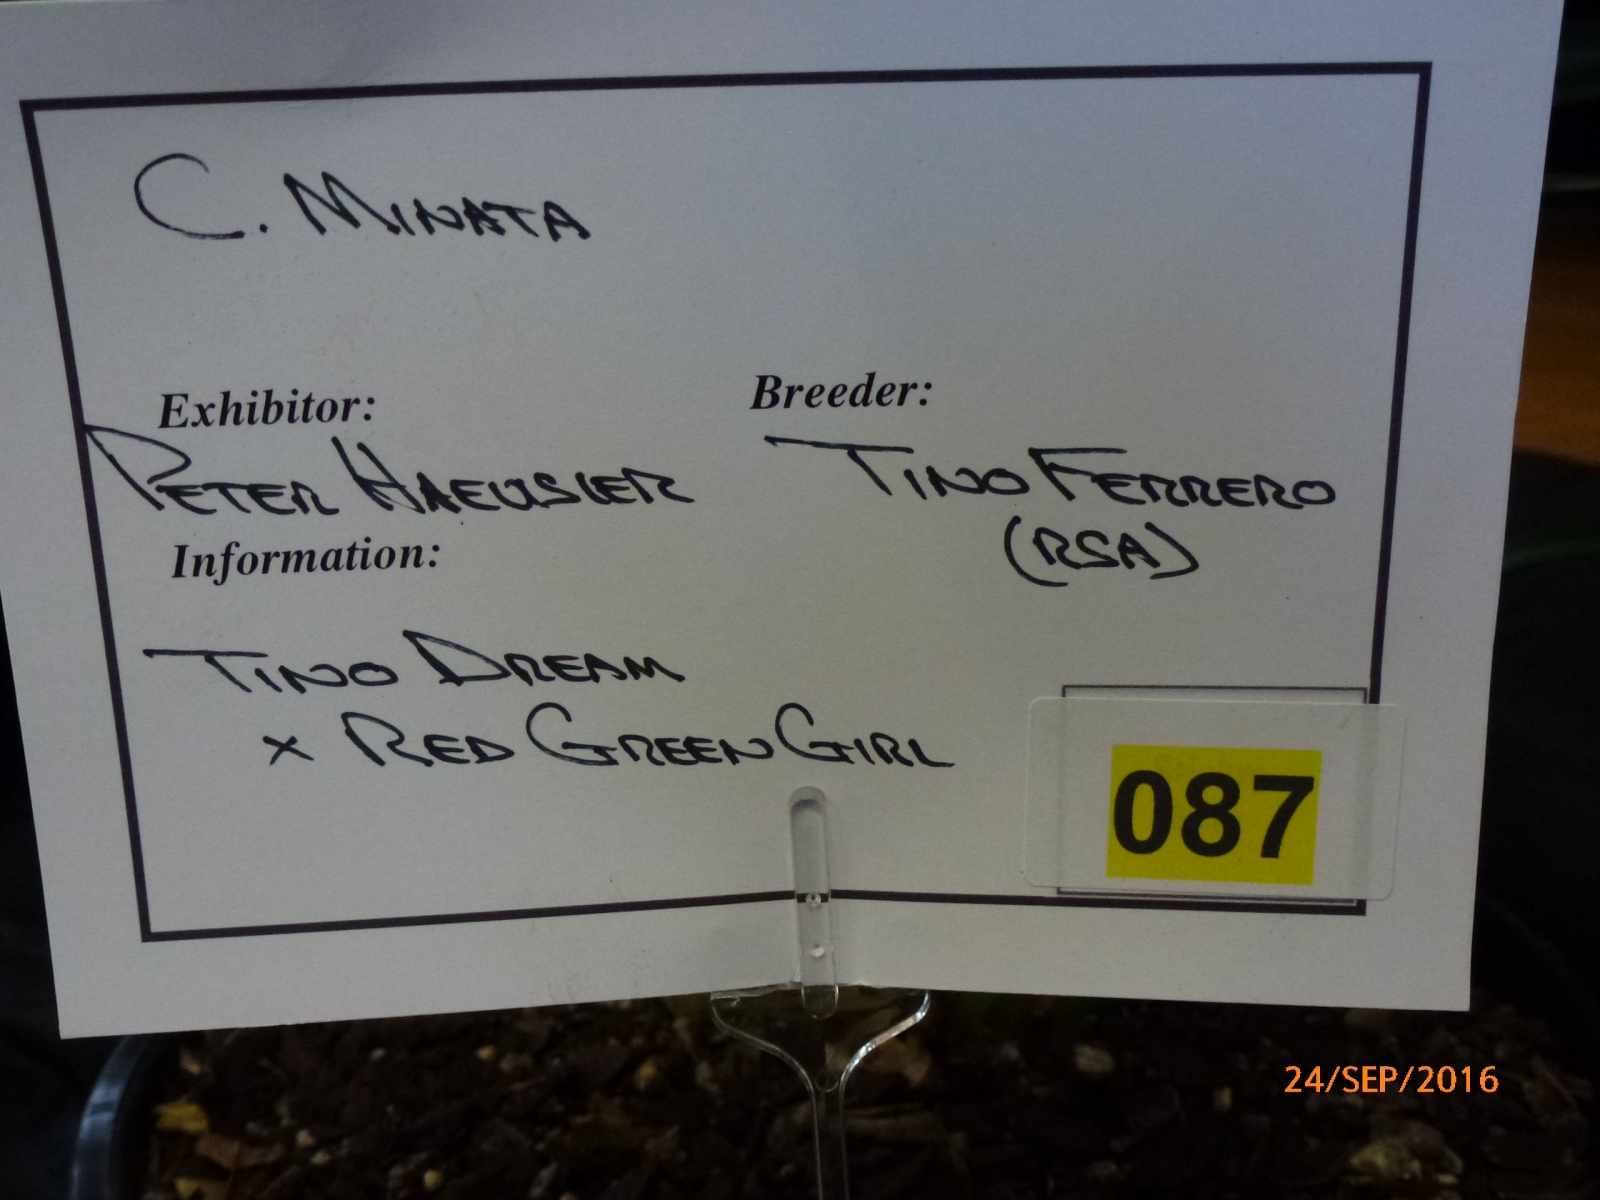 C. MINATA
Exhibitor:
Breeder:
PETER HAEUSLER
TINO FERRERO
(RSA)
Information:
TINO DREAM
x RED GREEN GIRL
087
24/SEP/2016